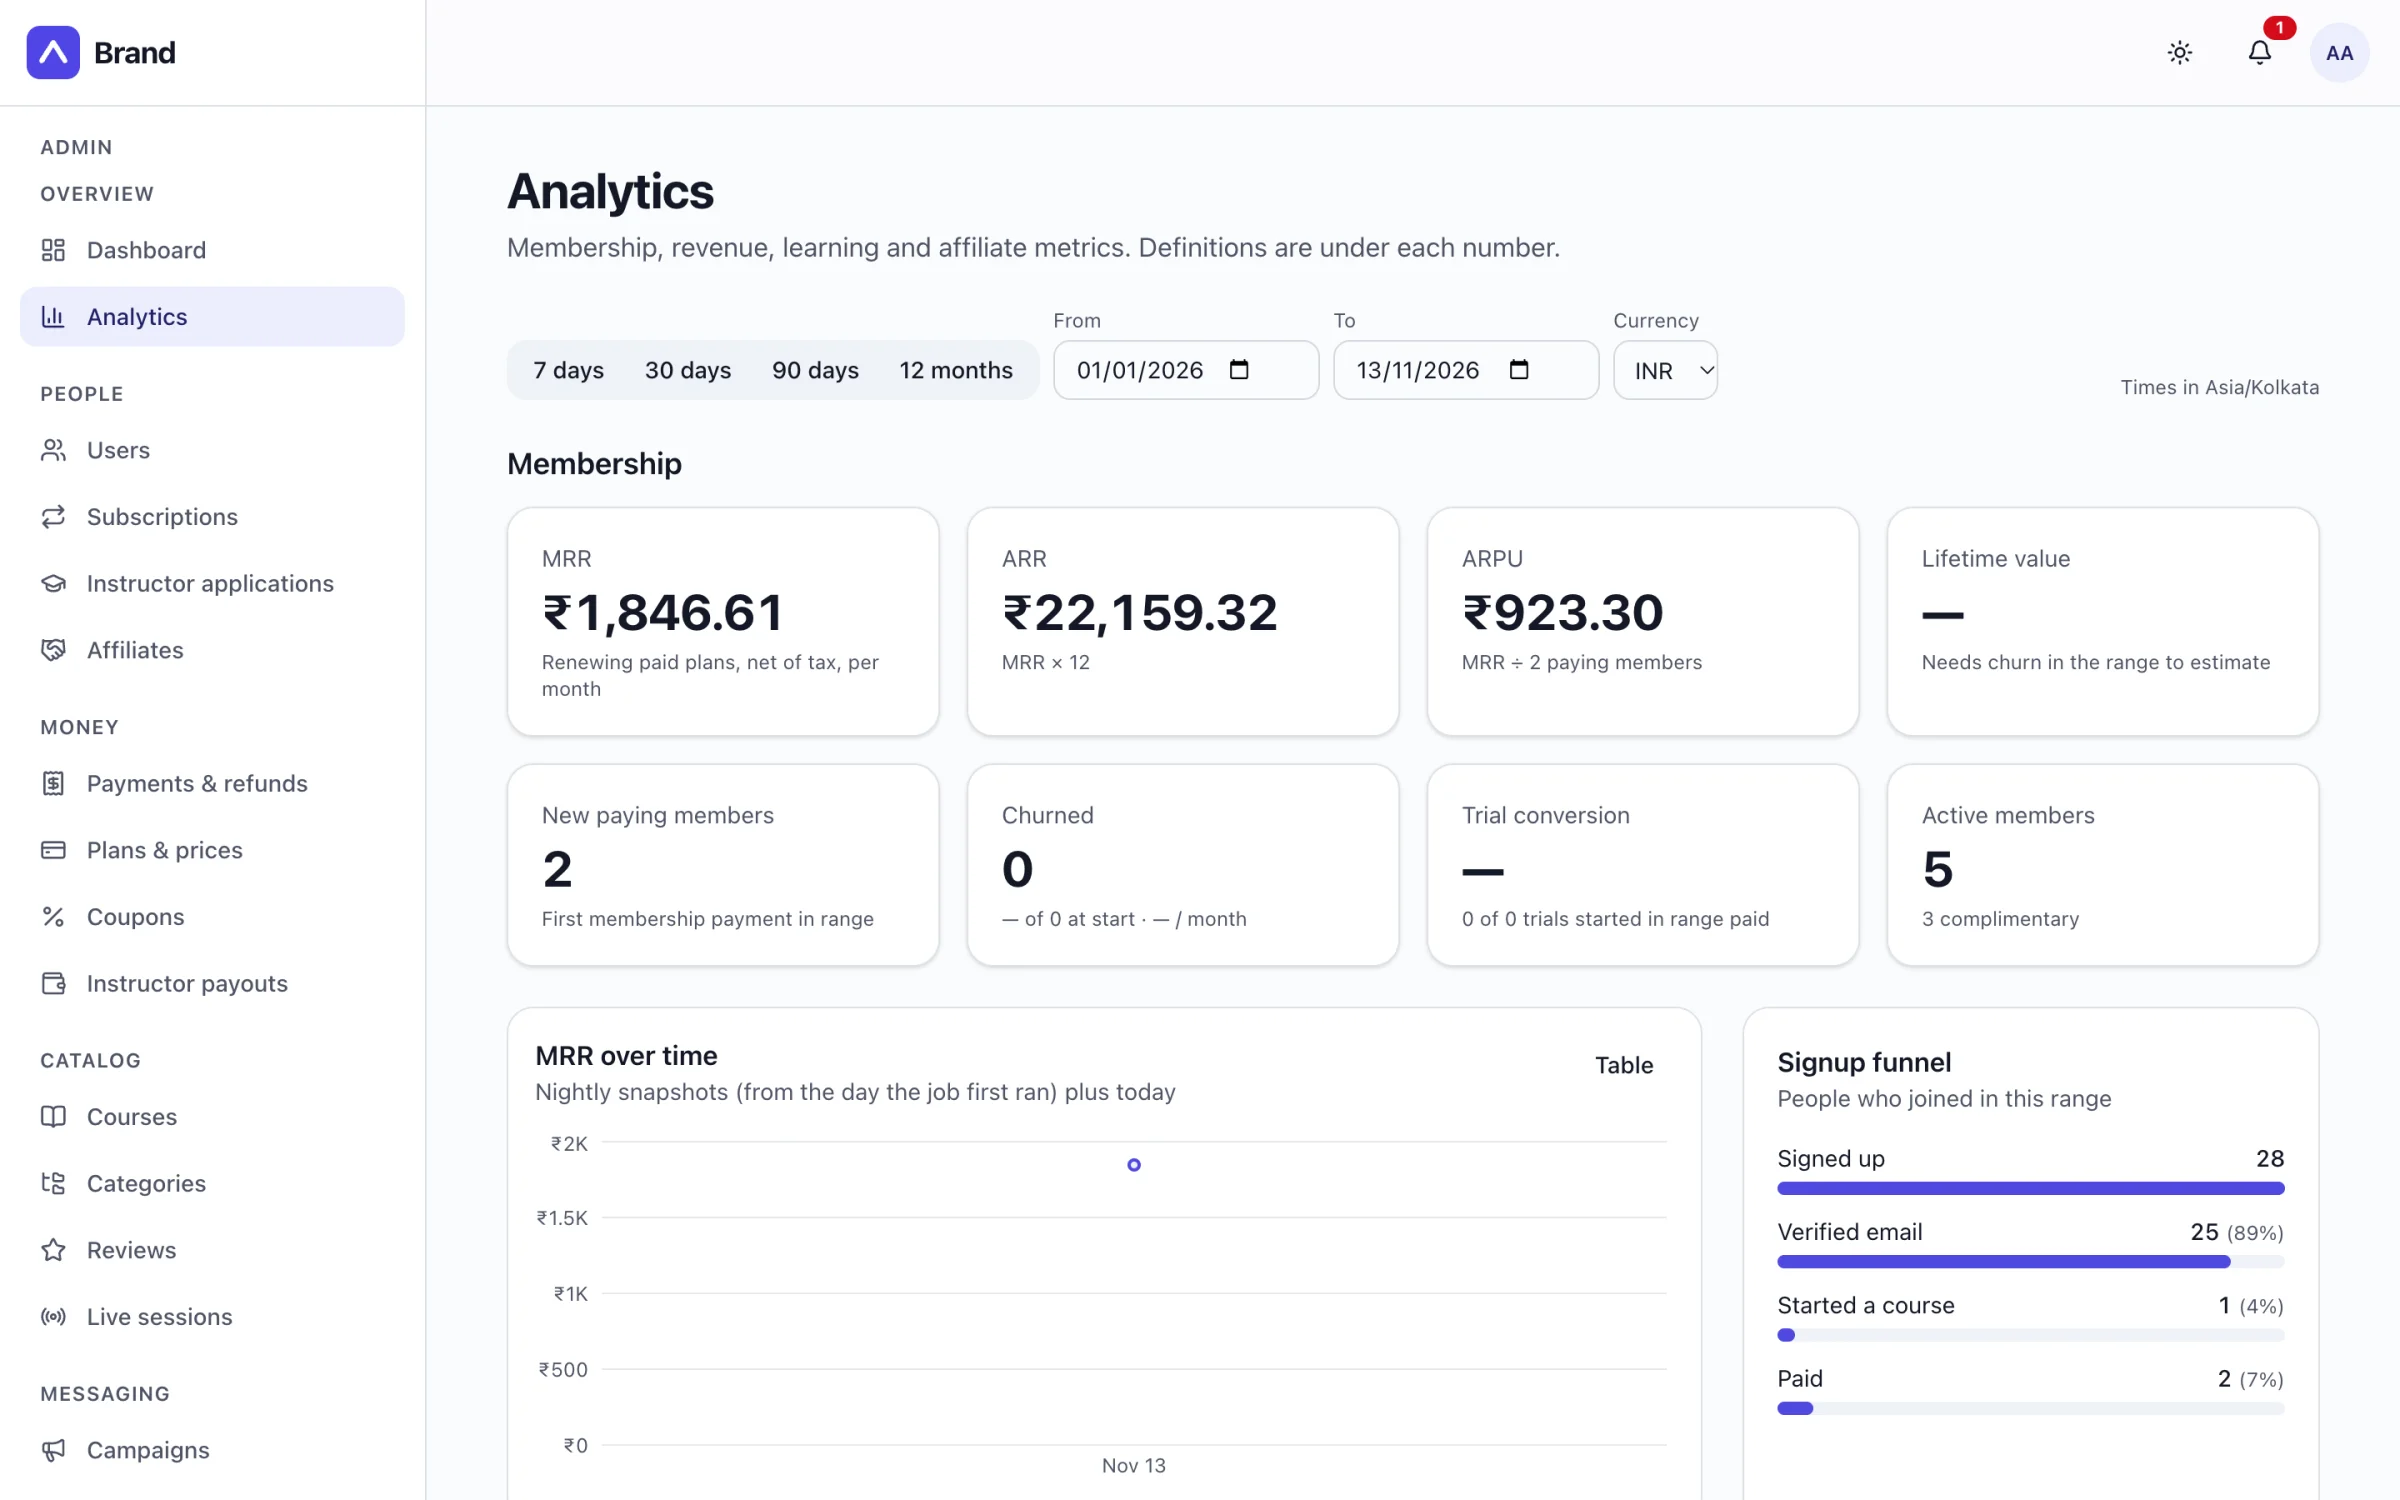 Brand
1
AA
ADMIN
OVERVIEW
Dashboard
Analytics
PEOPLE
Users
Subscriptions
Instructor applications
Affiliates
MONEY
Payments & refunds
Plans & prices
Coupons
Instructor payouts
CATALOG
Courses
Categories
Reviews
Live sessions
MESSAGING
Campaigns
Analytics
Membership, revenue, learning and affiliate metrics. Definitions are under each number.
7 days 30 days 90 days 12 months
From
01/01/2026
To
13/11/2026
Currency
INR
Times in Asia/Kolkata
Membership
MRR
₹1,846.61
Renewing paid plans, net of tax, per
month
ARR
₹22,159.32
MRR × 12
ARPU
₹923.30
MRR ÷ 2 paying members
Lifetime value
—
Needs churn in the range to estimate
New paying members
2
First membership payment in range
Churned
0
— of 0 at start · — / month
Trial conversion
—
0 of 0 trials started in range paid
Active members
5
3 complimentary
MRR over time
Nightly snapshots (from the day the job first ran) plus today
Table
₹2K
₹1.5K
₹1K
₹500
₹0
Nov 13
Signup funnel
People who joined in this range
Signed up 28
Verified email 25 (89%)
Started a course 1 (4%)
Paid 2 (7%)